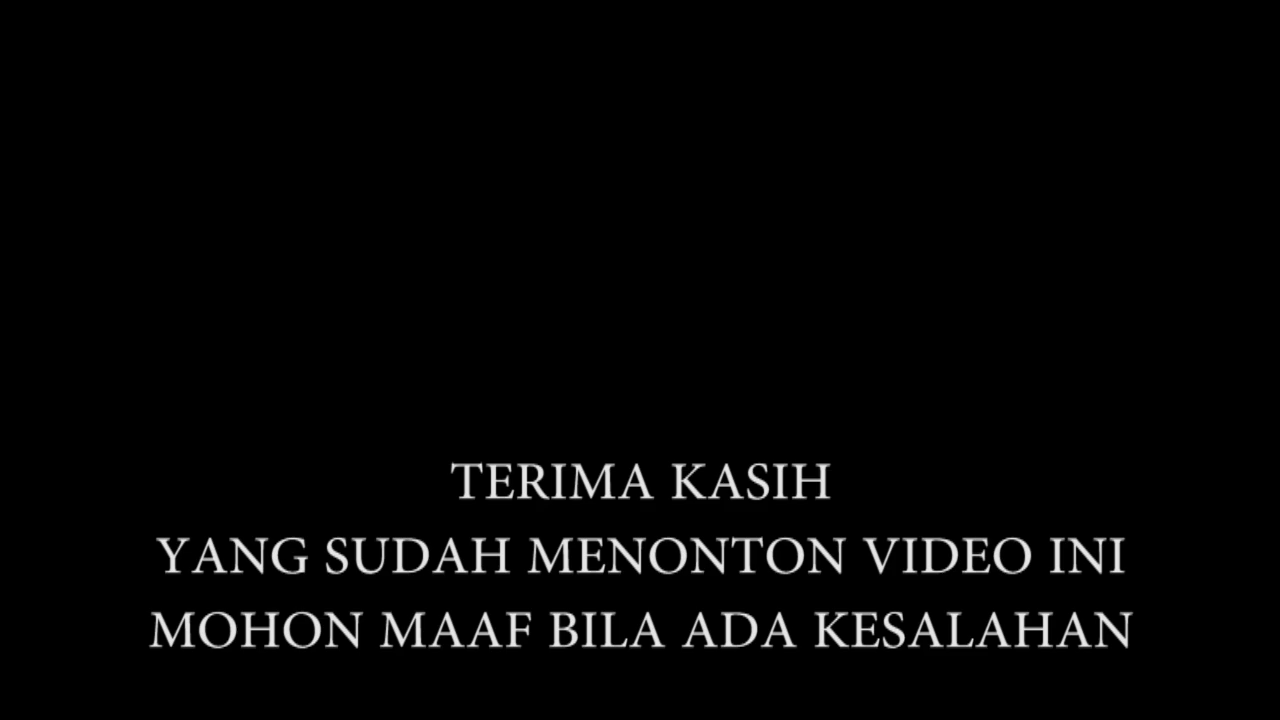 TERIMA KASIH
YANG SUDAH MENONTON VIDEO INI
MOHON MAAF BILA ADA KESALAHAN